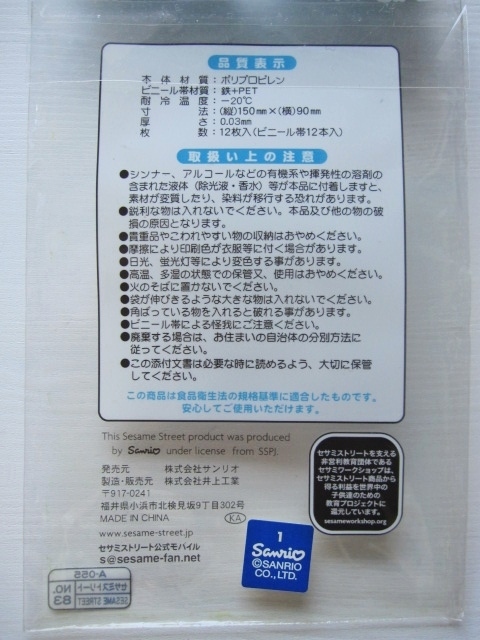 品質表示
本体材質：ポリプロピレン
ビニール帯材質：鉄+PET
耐冷温度：-20℃
寸法：(縦)150mm×(横)90mm
厚さ：0.03mm
枚数：12枚入(ビニール帯12本入)
取扱い上の注意
●シンナー、アルコールなどの有機系や揮発性の溶剤の
含まれた液体（除光液・香水）等が本品に付着しますと、
素材が変質したり、染料が移行する恐れがあります。
●鋭利な物は入れないでください。本品及び他の物の破
損の原因となります。
●貴重品やこわれやすい物の収納はおやめください。
●摩擦により印刷色が衣服等に付く場合があります。
●日光、蛍光灯等により変色する事があります。
●高温、多湿の状態での保管又、使用はおやめください。
●火のそばに置かないでください。
●袋が伸びきるような大きな物は入れないでください。
●角ばっている物を入れると破れる事があります。
●ビニール帯による怪我にご注意ください。
●廃棄する場合は、お住まいの自治体の分別方法に
従ってください。
●この添付文書は必要な時に読めるよう、大切に保管
してください。
この商品は食品衛生法の規格基準に適合したものです。
安心してご使用いただけます。
This Sesame Street product was produced
by Sanrio under license from SSPJ.
発売元 株式会社サンリオ
製造・販売元 株式会社井上工業
〒917-0241
福井県小浜市北検見坂9丁目302号
MADE IN CHINA KA
www.sesame-street.jp
セサミストリート公式モバイル
s@sesame-fan.net
セサミストリートを支える
非営利教育団体である
セサミワークショップは、
セサミストリート商品から
得る利益を世界中の
子供達のための
教育プロジェクトに
還元しています。
sesameworkshop.org
1
Sanrio
©SANRIO
CO.,LTD.
A-055
セサミストリート
SESAME STREET
NO.
83